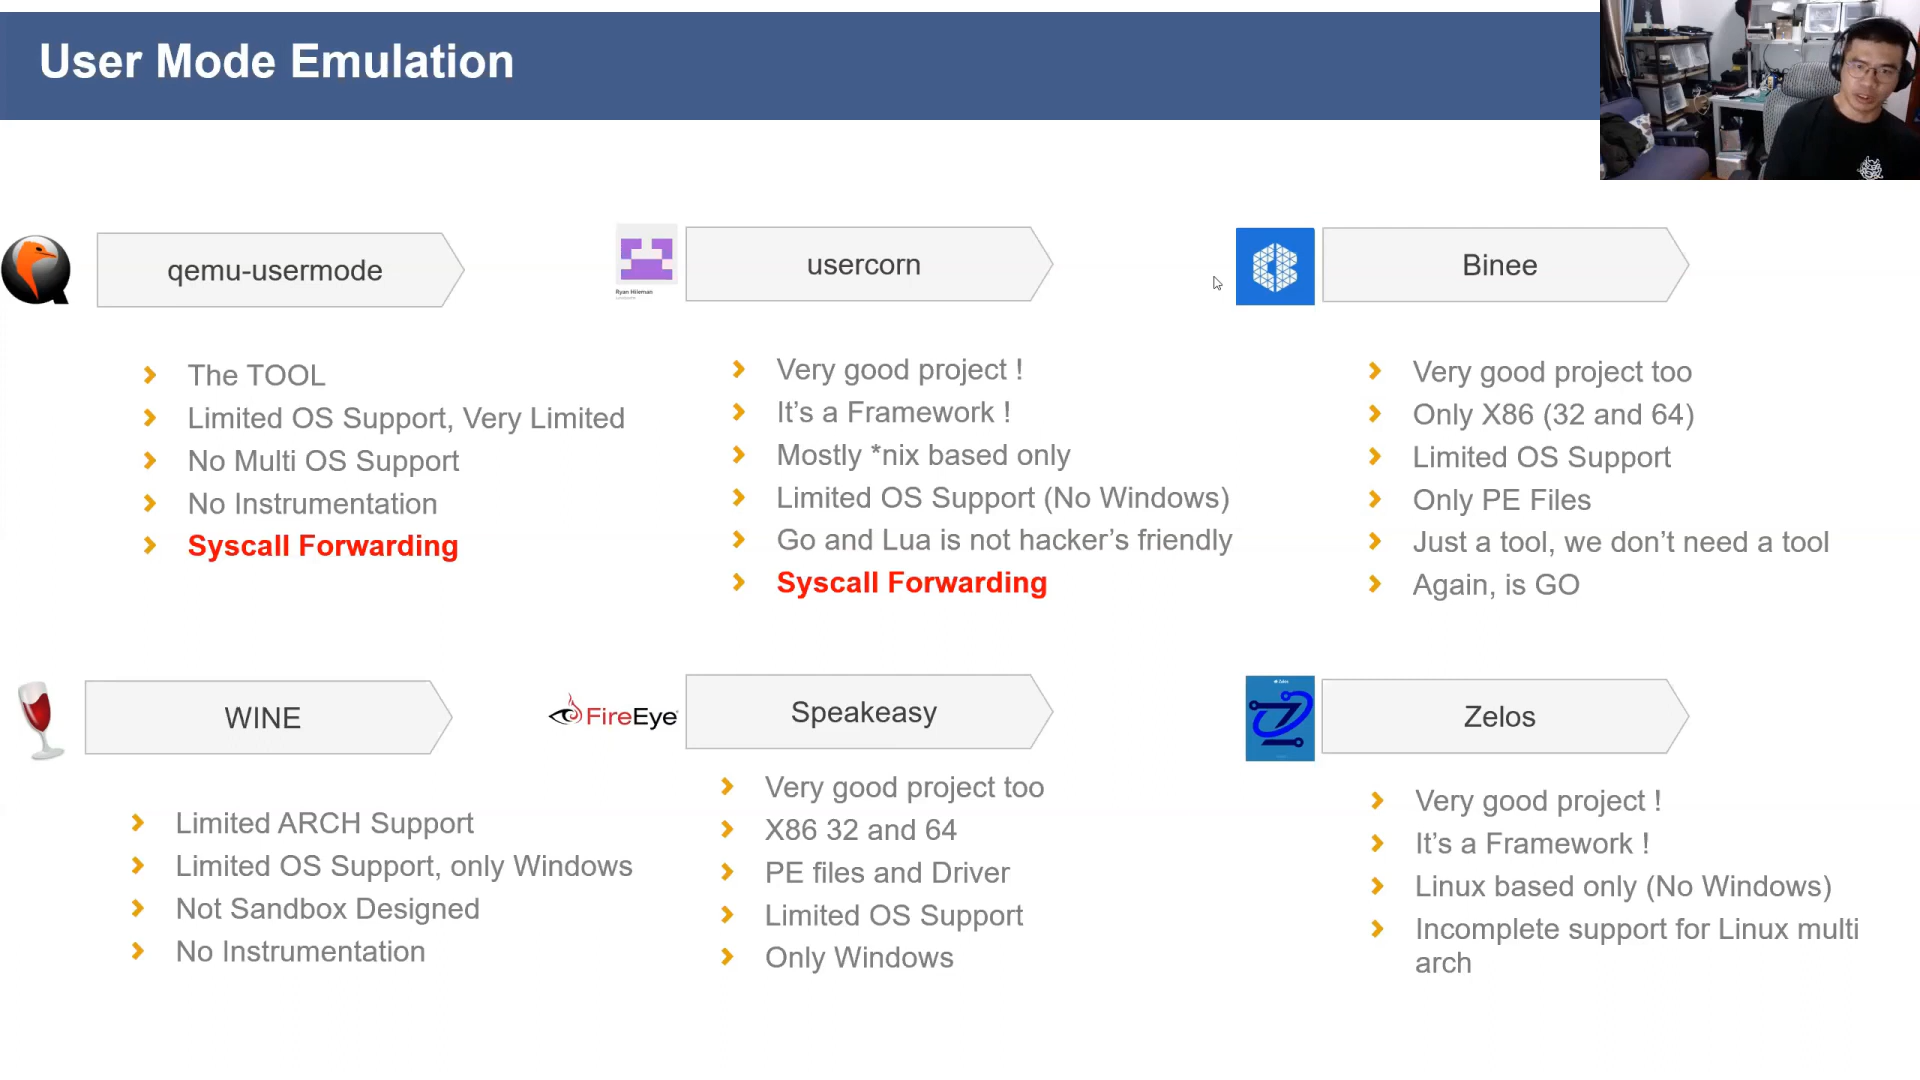 User Mode Emulation
qemu-usermode
The TOOL
Limited OS Support, Very Limited
No Multi OS Support
No Instrumentation
Syscall Forwarding
Ryan Hileman
usercorn
Very good project !
It's a Framework !
Mostly *nix based only
Limited OS Support (No Windows)
Go and Lua is not hacker's friendly
Syscall Forwarding
Binee
Very good project too
Only X86 (32 and 64)
Limited OS Support
Only PE Files
Just a tool, we don't need a tool
Again, is GO
WINE
Limited ARCH Support
Limited OS Support, only Windows
Not Sandbox Designed
No Instrumentation
FireEye
Speakeasy
Very good project too
X86 32 and 64
PE files and Driver
Limited OS Support
Only Windows
Zelos
Very good project !
It's a Framework !
Linux based only (No Windows)
Incomplete support for Linux multi
arch